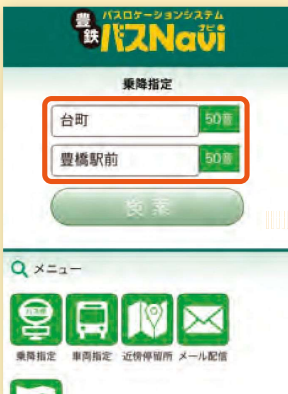 バスロケーションシステム
豊鉄 バスNavi ナビ
乗降指定
台町 50音
豊橋駅前 50音
検索
メニュー
バス停
乗降指定 車両指定 近傍停留所 メール配信